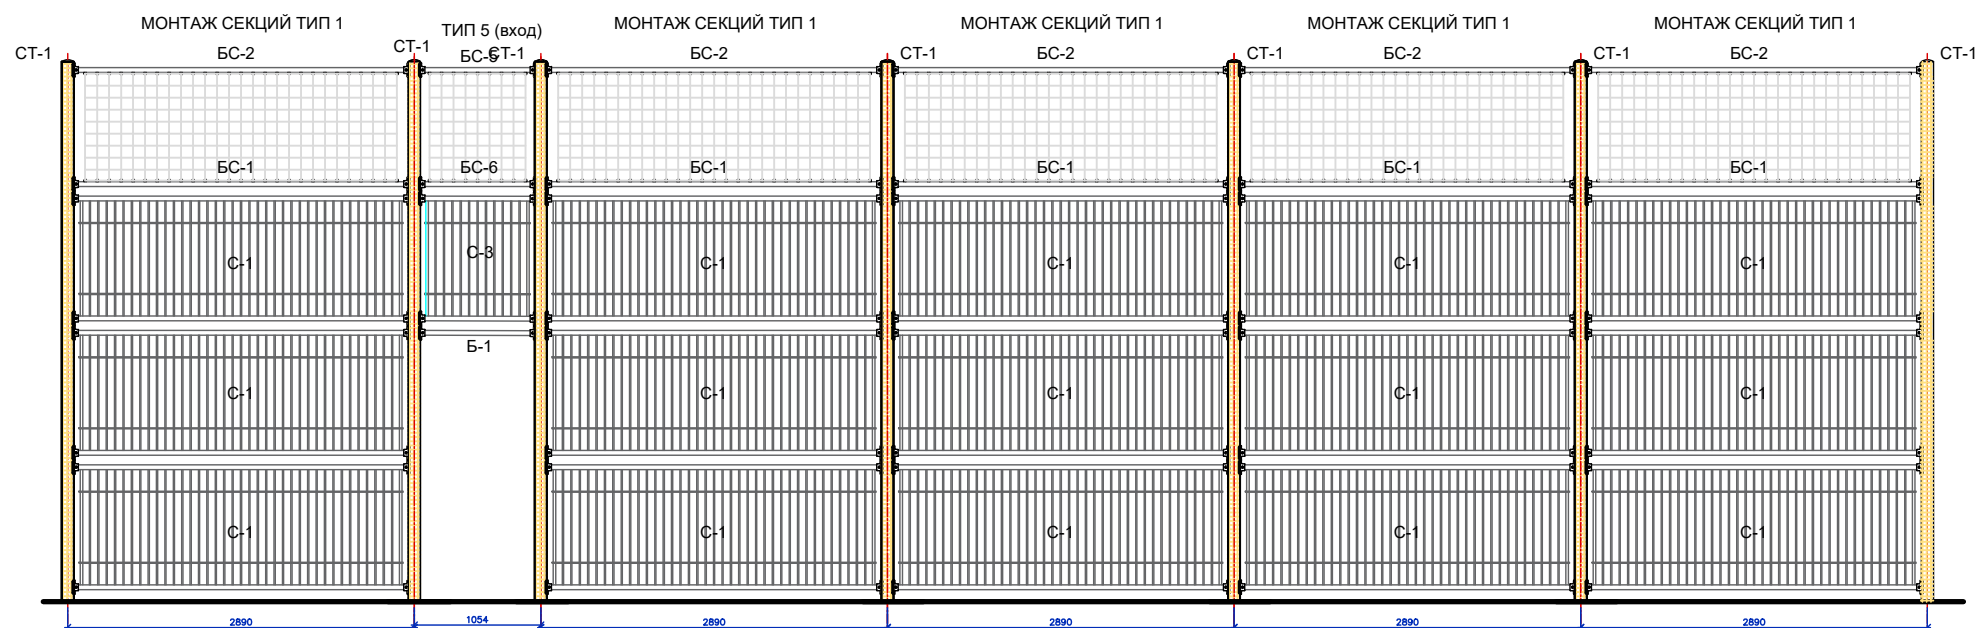 МОНТАЖ СЕКЦИЙ ТИП 1 ТИП 5 (вход) МОНТАЖ СЕКЦИЙ ТИП 1 МОНТАЖ СЕКЦИЙ ТИП 1 МОНТАЖ СЕКЦИЙ ТИП 1 МОНТАЖ СЕКЦИЙ ТИП 1
СТ-1 БС-2 СТ-1 БС-5 СТ-1 БС-2 СТ-1 БС-2 СТ-1 БС-2 СТ-1 БС-2 СТ-1
БС-1 БС-6 БС-1 БС-1 БС-1 БС-1
С-1 С-3 С-1 С-1 С-1 С-1
Б-1
С-1 С-1 С-1 С-1 С-1
С-1 С-1 С-1 С-1 С-1
2890 1054 2890 2890 2890 2890